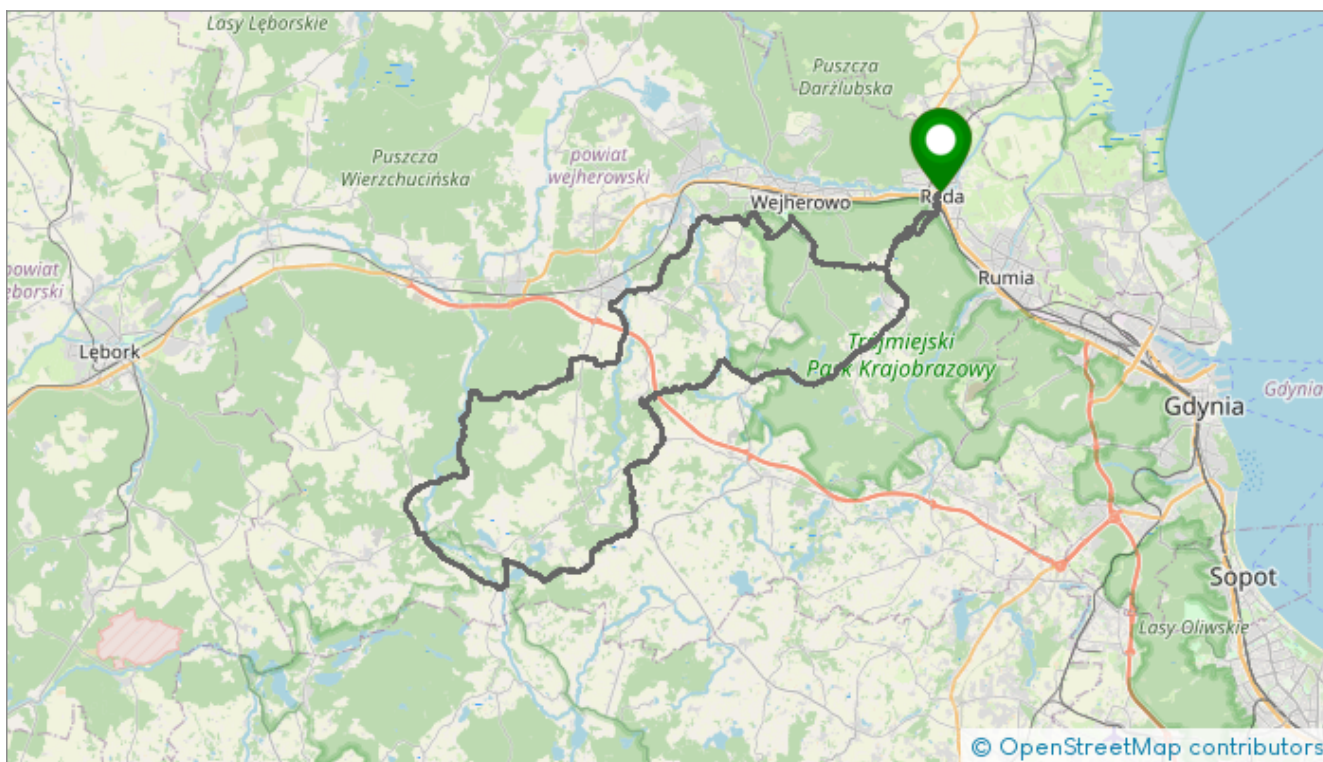 Lasy Lęborskie
Puszcza
Darżlubska
Puszcza
Wierzchucińska
powiat
wejherowski
Wejherowo
Reda
Rumia
powiat
ęborski
Lębork
Trójmiejski
Park Krajobrazowy
Gdynia
Gdynia
Sopot
Lasy Oliwskie
© OpenStreetMap contributors